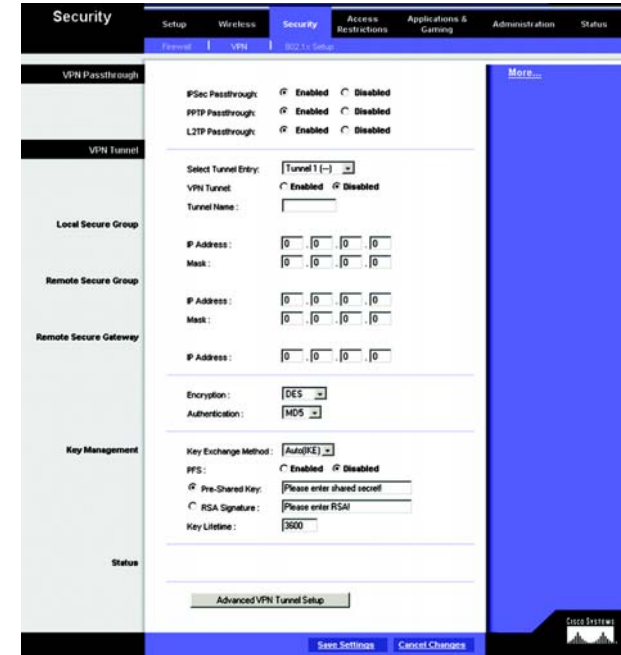 Security
Setup Wireless Security Access Restrictions Applications & Gaming Administration Status
Firewall | VPN | 802.1x Setup
VPN Passthrough
More...
IPSec Passthrough: Enabled Disabled
PPTP Passthrough: Enabled Disabled
L2TP Passthrough: Enabled Disabled
VPN Tunnel
Select Tunnel Entry: Tunnel 1 (--)
VPN Tunnel: Enabled Disabled
Tunnel Name :
Local Secure Group
IP Address : 0 . 0 . 0 . 0
Mask : 0 . 0 . 0 . 0
Remote Secure Group
IP Address : 0 . 0 . 0 . 0
Mask : 0 . 0 . 0 . 0
Remote Secure Gateway
IP Address : 0 . 0 . 0 . 0
Encryption : DES
Authentication : MD5
Key Management
Key Exchange Method : Auto(IKE)
PFS : Enabled Disabled
Pre-Shared Key: Please enter shared secret!
RSA Signature : Please enter RSA!
Key Lifetime : 3600
Status
Advanced VPN Tunnel Setup
Save Settings Cancel Changes
Cisco Systems